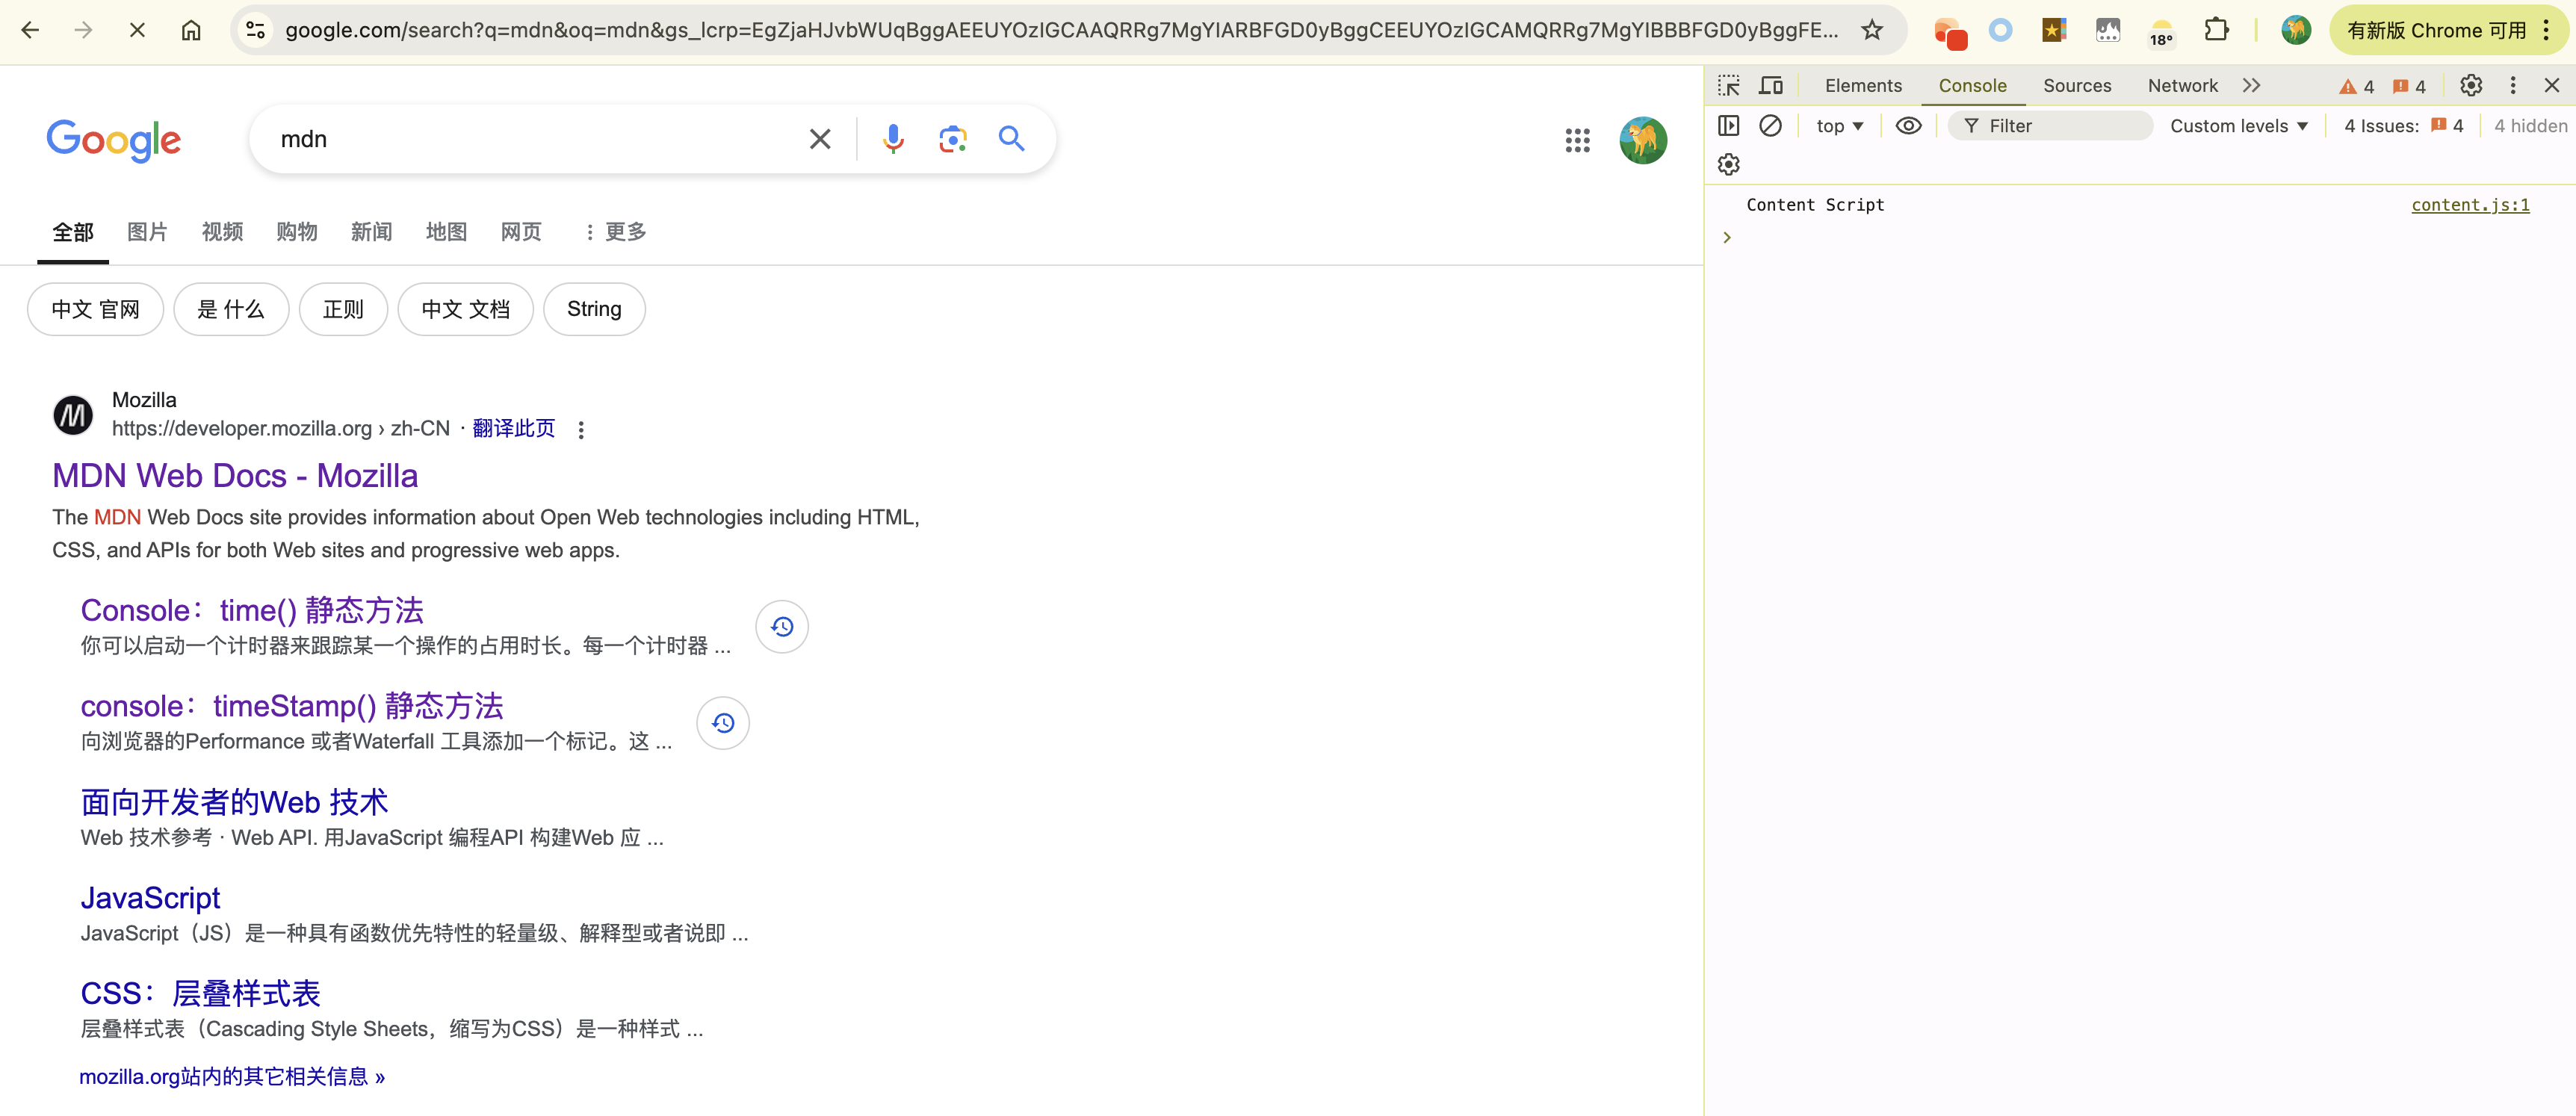 google.com/search?q=mdn&oq=mdn&gs_lcrp=EgZjaHJvbWUqBggAEEUYOzIGCAAQRRg7MgYIARBFGD0yBggCEEUYOzIGCAMQRRg7MgYIBBBFGD0yBggFE...
18°
有新版 Chrome 可用
Google
mdn
全部 图片 视频 购物 新闻 地图 网页 更多
中文 官网 是 什么 正则 中文 文档 String
Mozilla
https://developer.mozilla.org › zh-CN · 翻译此页
MDN Web Docs - Mozilla
The MDN Web Docs site provides information about Open Web technologies including HTML,
CSS, and APIs for both Web sites and progressive web apps.
Console：time() 静态方法
你可以启动一个计时器来跟踪某一个操作的占用时长。每一个计时器 ...
console：timeStamp() 静态方法
向浏览器的Performance 或者Waterfall 工具添加一个标记。这 ...
面向开发者的Web 技术
Web 技术参考 · Web API. 用JavaScript 编程API 构建Web 应 ...
JavaScript
JavaScript（JS）是一种具有函数优先特性的轻量级、解释型或者说即 ...
CSS：层叠样式表
层叠样式表（Cascading Style Sheets，缩写为CSS）是一种样式 ...
mozilla.org站内的其它相关信息 »
Elements Console Sources Network 4 4
top Filter Custom levels 4 Issues: 4 4 hidden
Content Script content.js:1